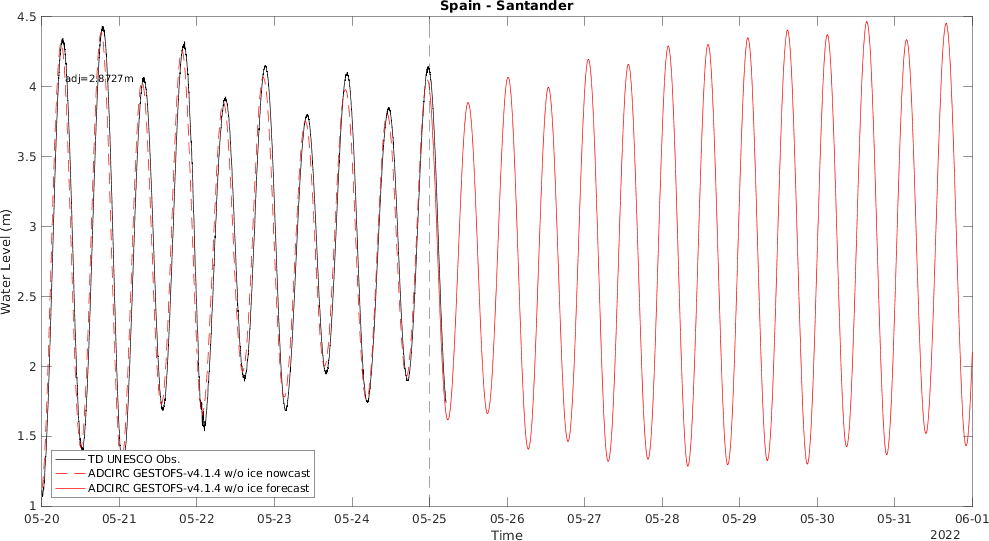 Spain - Santander
4.5
4
3.5
3
2.5
2
1.5
1
Water Level (m)
adj=2.8727m
TD UNESCO Obs.
ADCIRC GESTOFS-v4.1.4 w/o ice nowcast
ADCIRC GESTOFS-v4.1.4 w/o ice forecast
05-20 05-21 05-22 05-23 05-24 05-25 05-26 05-27 05-28 05-29 05-30 05-31 06-01
Time
2022